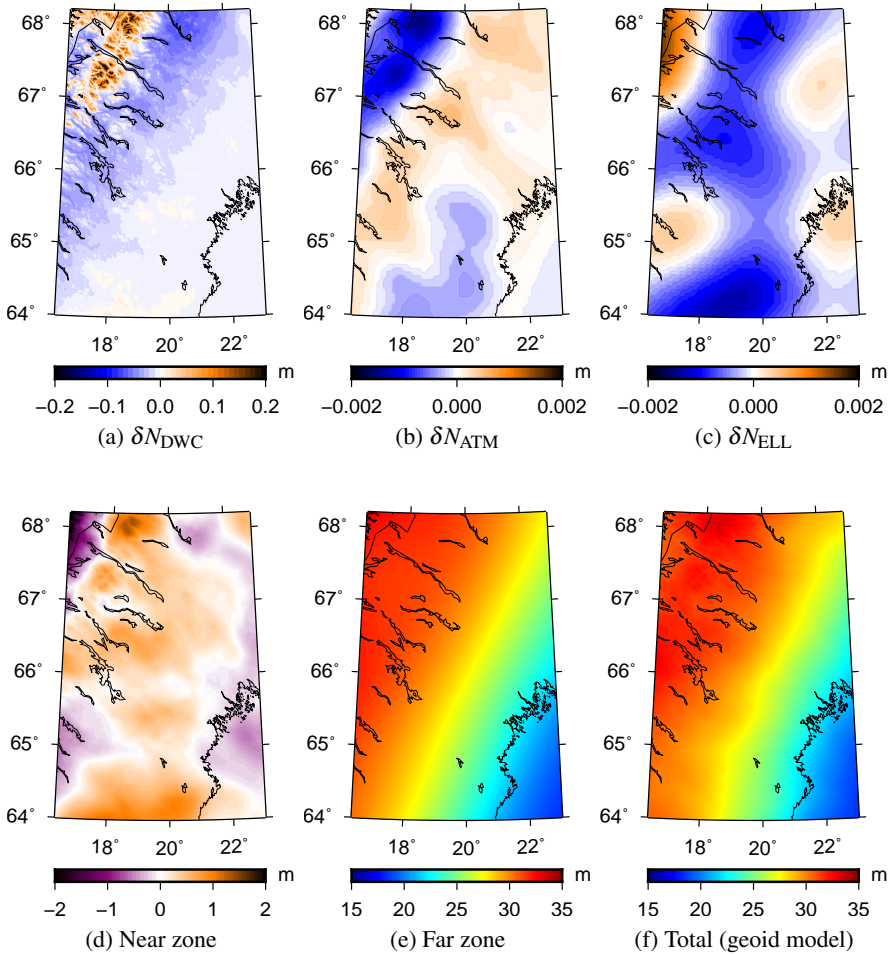 68˚
67˚
66˚
65˚
64˚
18˚ 20˚ 22˚
m
−0.2 −0.1 0.0 0.1 0.2
(a) δN_DWC
68˚
67˚
66˚
65˚
64˚
18˚ 20˚ 22˚
m
−0.002 0.000 0.002
(b) δN_ATM
68˚
67˚
66˚
65˚
64˚
18˚ 20˚ 22˚
m
−0.002 0.000 0.002
(c) δN_ELL
68˚
67˚
66˚
65˚
64˚
18˚ 20˚ 22˚
m
−2 −1 0 1 2
(d) Near zone
68˚
67˚
66˚
65˚
64˚
18˚ 20˚ 22˚
m
15 20 25 30 35
(e) Far zone
68˚
67˚
66˚
65˚
64˚
18˚ 20˚ 22˚
m
15 20 25 30 35
(f) Total (geoid model)